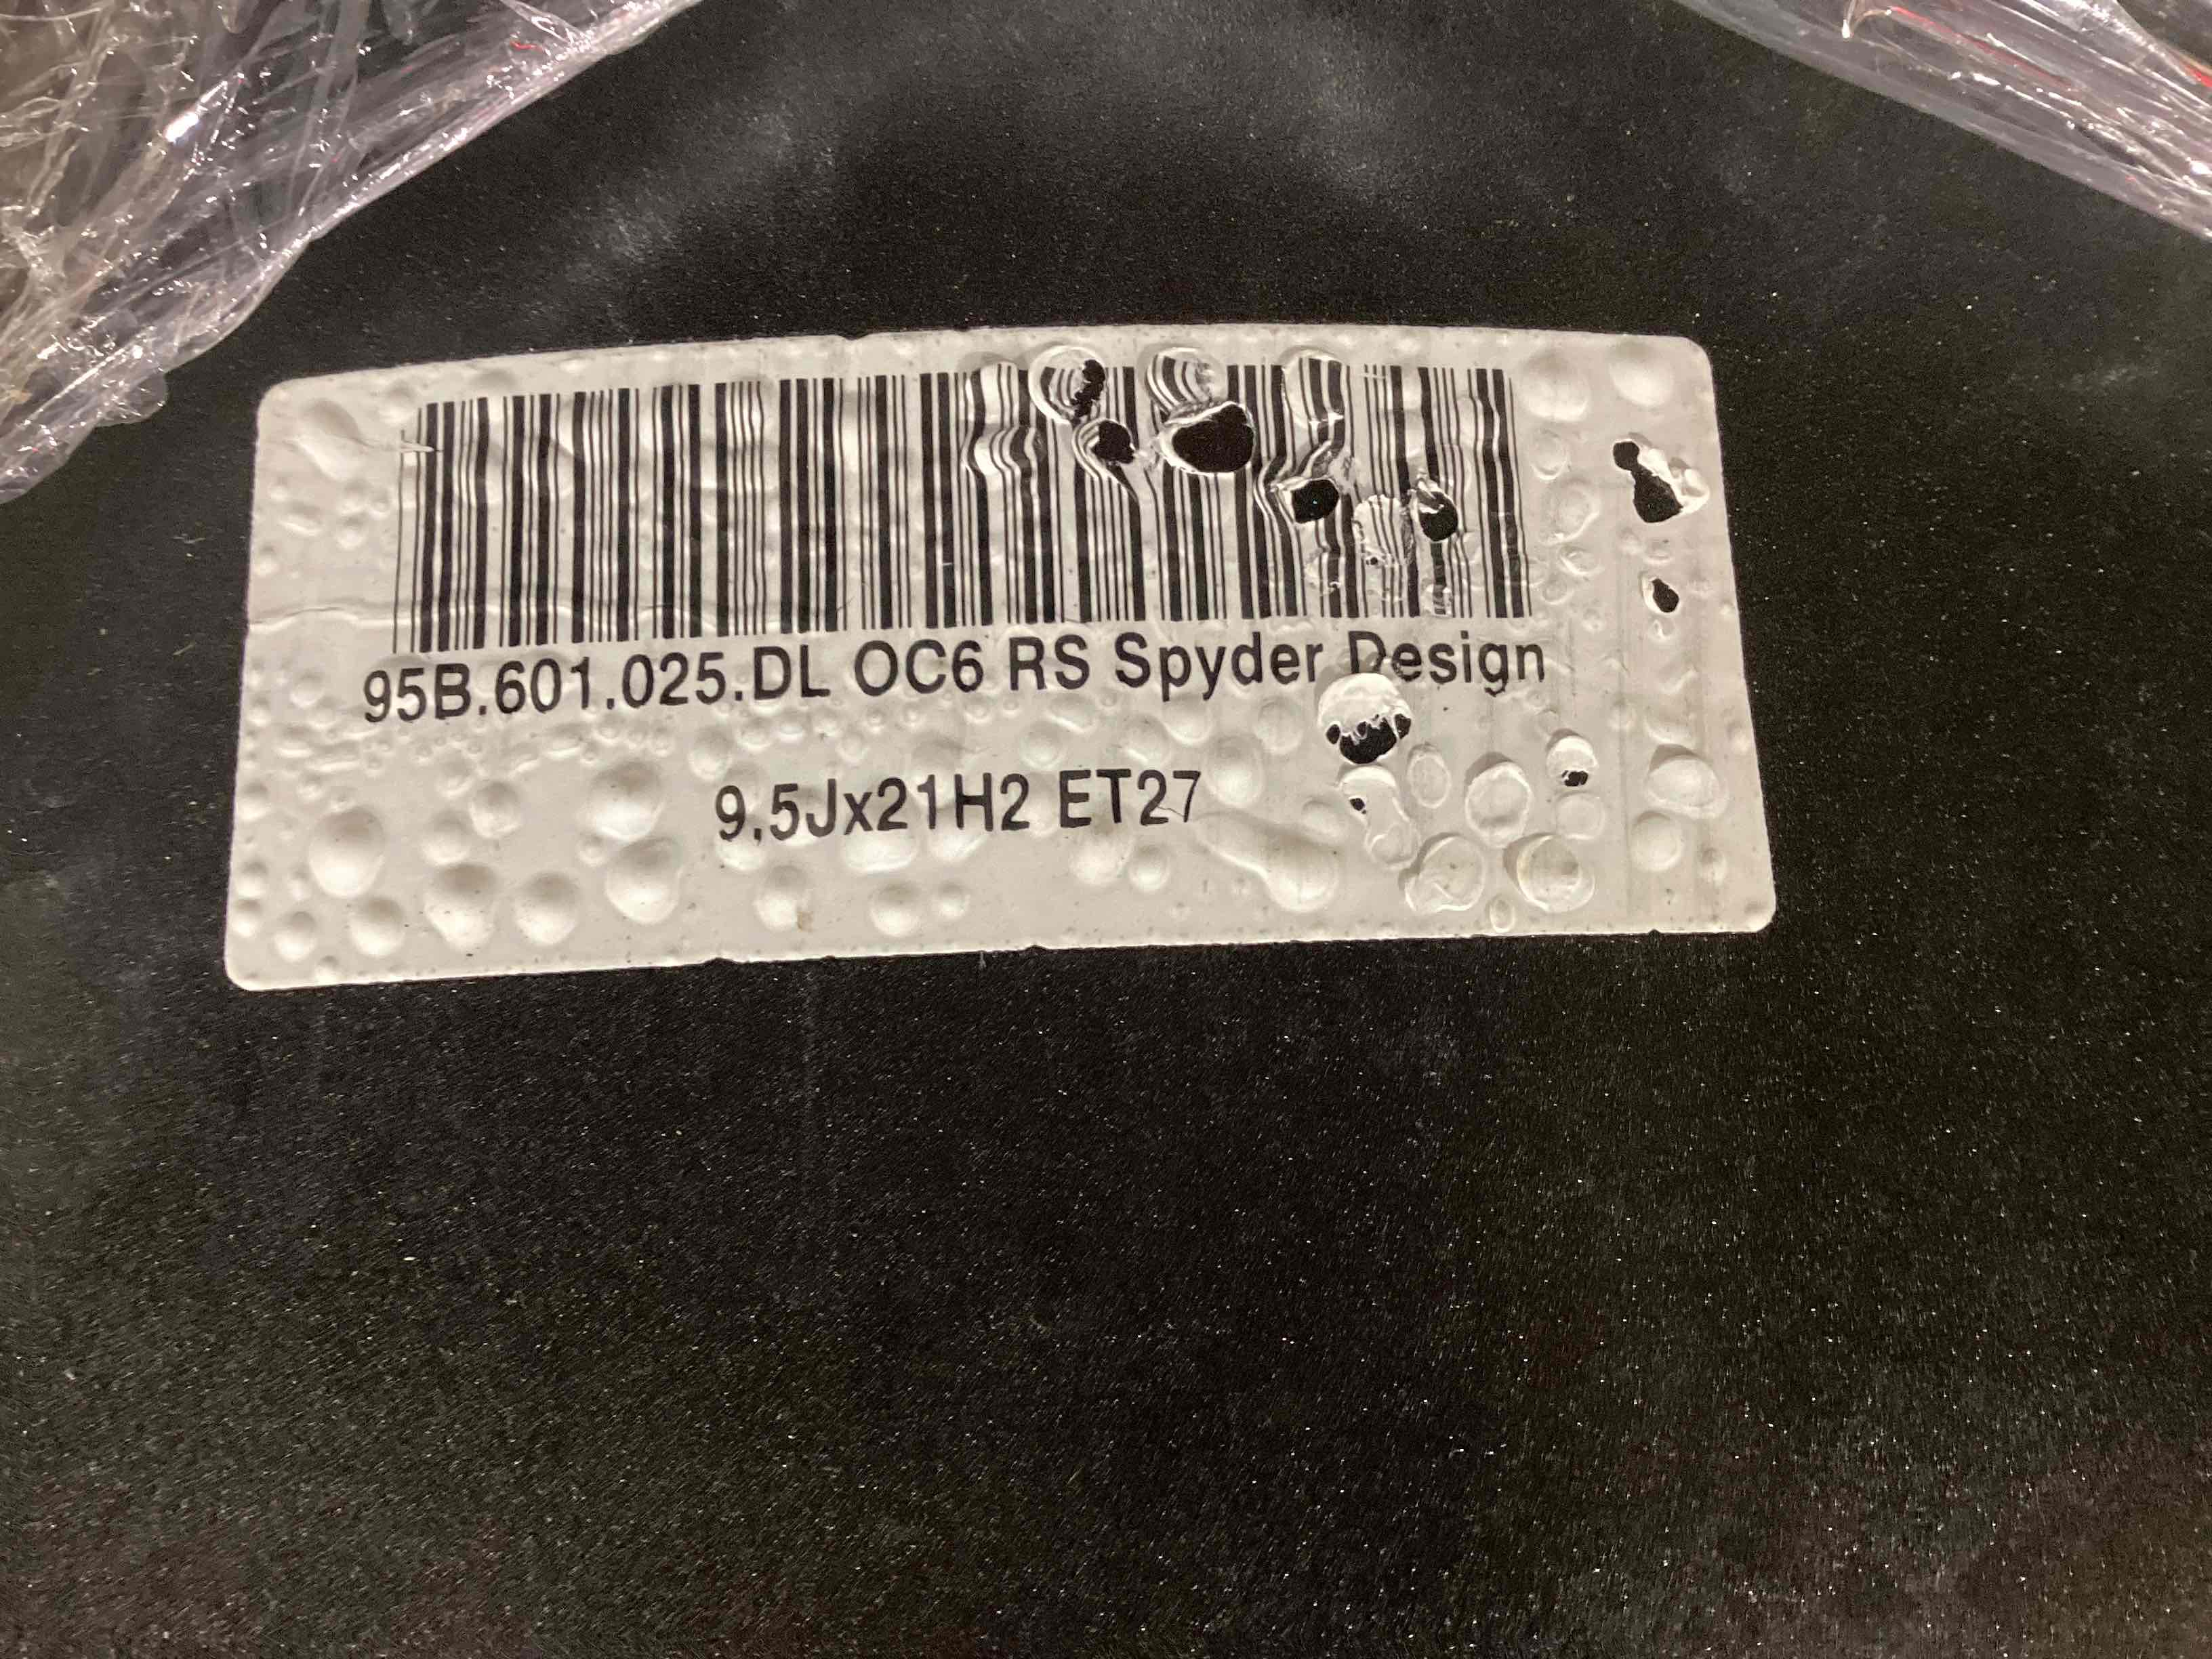 95B.601.025.DL OC6 RS Spyder Design
9.5Jx21H2 ET27